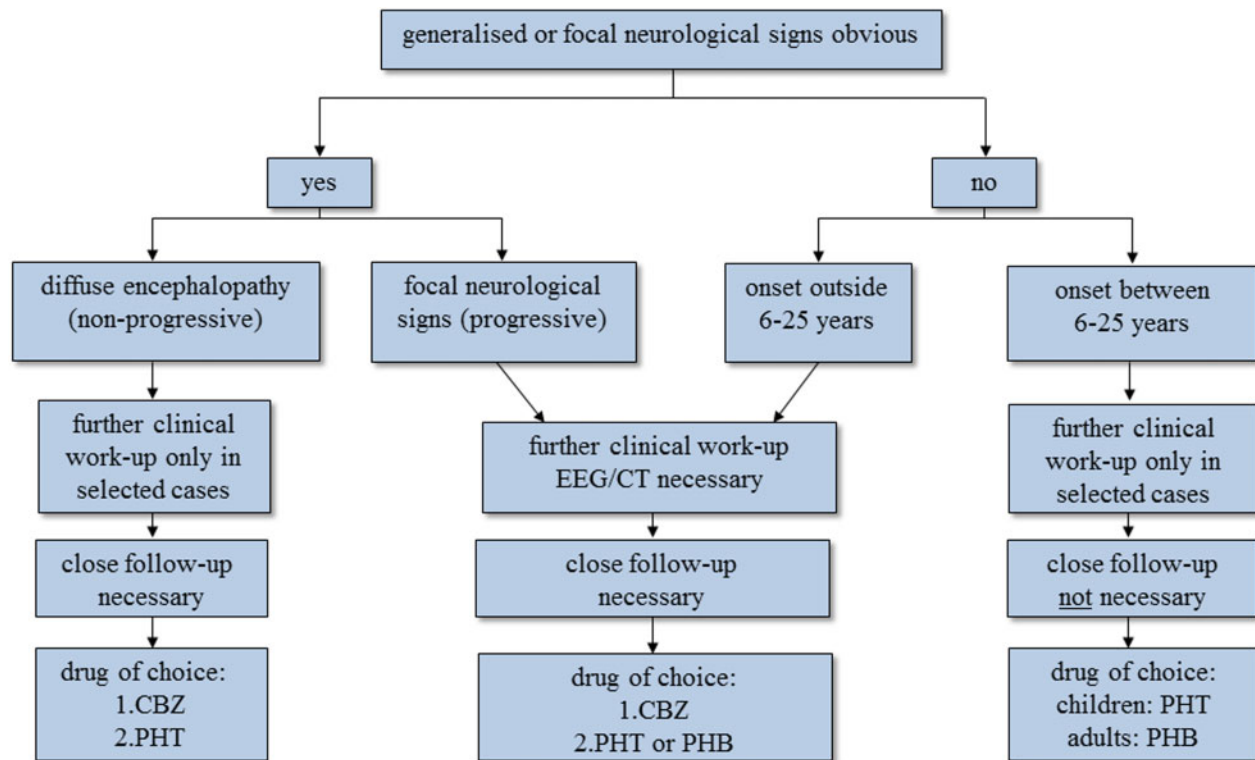 generalised or focal neurological signs obvious
yes
no
diffuse encephalopathy
(non-progressive)
focal neurological
signs (progressive)
onset outside
6-25 years
onset between
6-25 years
further clinical
work-up only in
selected cases
further clinical work-up
EEG/CT necessary
further clinical
work-up only in
selected cases
close follow-up
necessary
close follow-up
necessary
close follow-up
not necessary
drug of choice:
1.CBZ
2.PHT
drug of choice:
1.CBZ
2.PHT or PHB
drug of choice:
children: PHT
adults: PHB